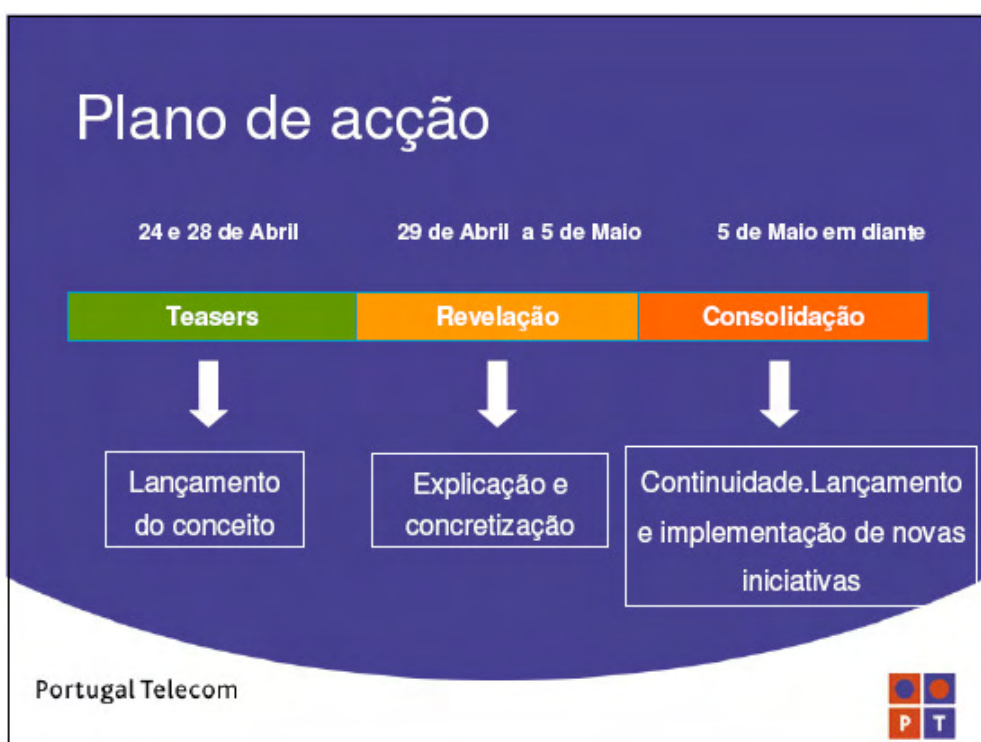 Plano de acção
24 e 28 de Abril
29 de Abril a 5 de Maio
5 de Maio em diante
Teasers
Revelação
Consolidação
Lançamento
do conceito
Explicação e
concretização
Continuidade.Lançamento
e implementação de novas
iniciativas
Portugal Telecom
P T